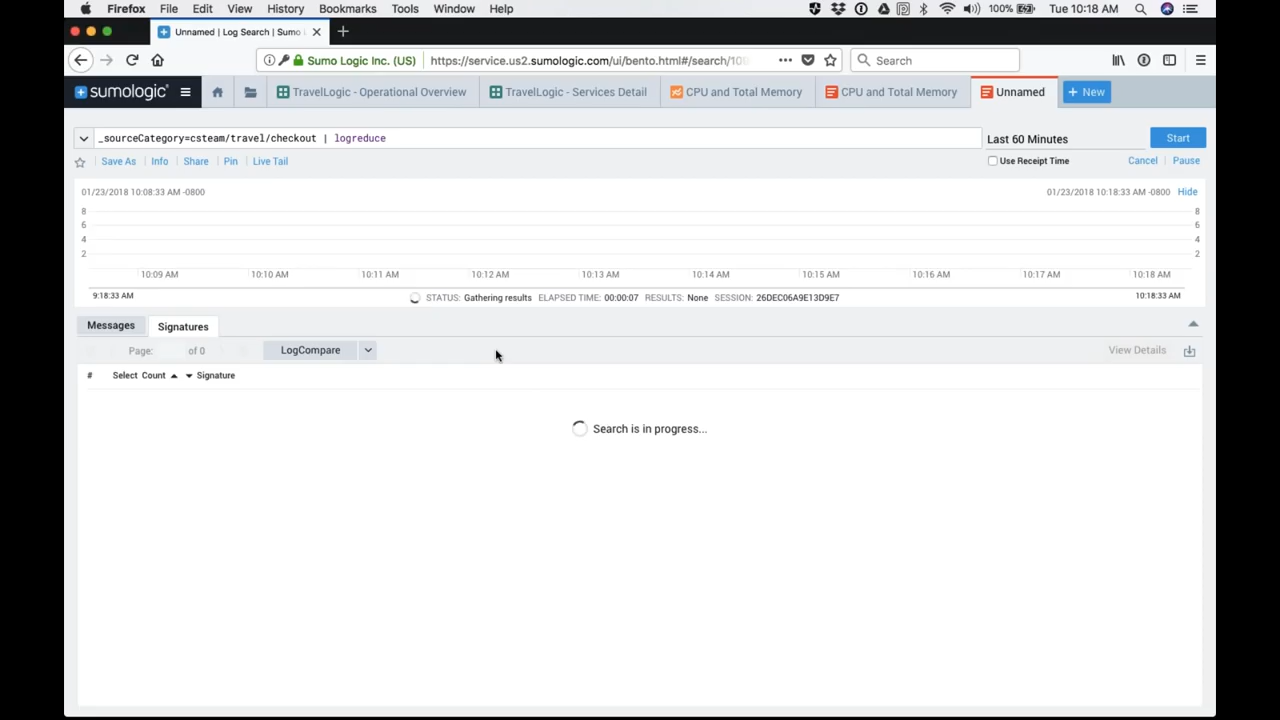 Firefox File Edit View History Bookmarks Tools Window Help 100% Tue 10:18 AM
Unnamed | Log Search | Sumo
Sumo Logic Inc. (US) https://service.us2.sumologic.com/ui/bento.html#/search/10 Search
sumologic TravelLogic - Operational Overview TravelLogic - Services Detail CPU and Total Memory CPU and Total Memory Unnamed + New
_sourceCategory=csteam/travel/checkout | logreduce Last 60 Minutes Start
Save As Info Share Pin Live Tail Use Receipt Time Cancel Pause
01/23/2018 10:08:33 AM -0800 01/23/2018 10:18:33 AM -0800 Hide
8 8
6 6
4 4
2 2
10:09 AM 10:10 AM 10:11 AM 10:12 AM 10:13 AM 10:14 AM 10:15 AM 10:16 AM 10:17 AM 10:18 AM
9:18:33 AM STATUS: Gathering results ELAPSED TIME: 00:00:07 RESULTS: None SESSION: 26DEC06A9E13D9E7 10:18:33 AM
Messages Signatures
Page: of 0 LogCompare View Details
# Select Count Signature
Search is in progress...